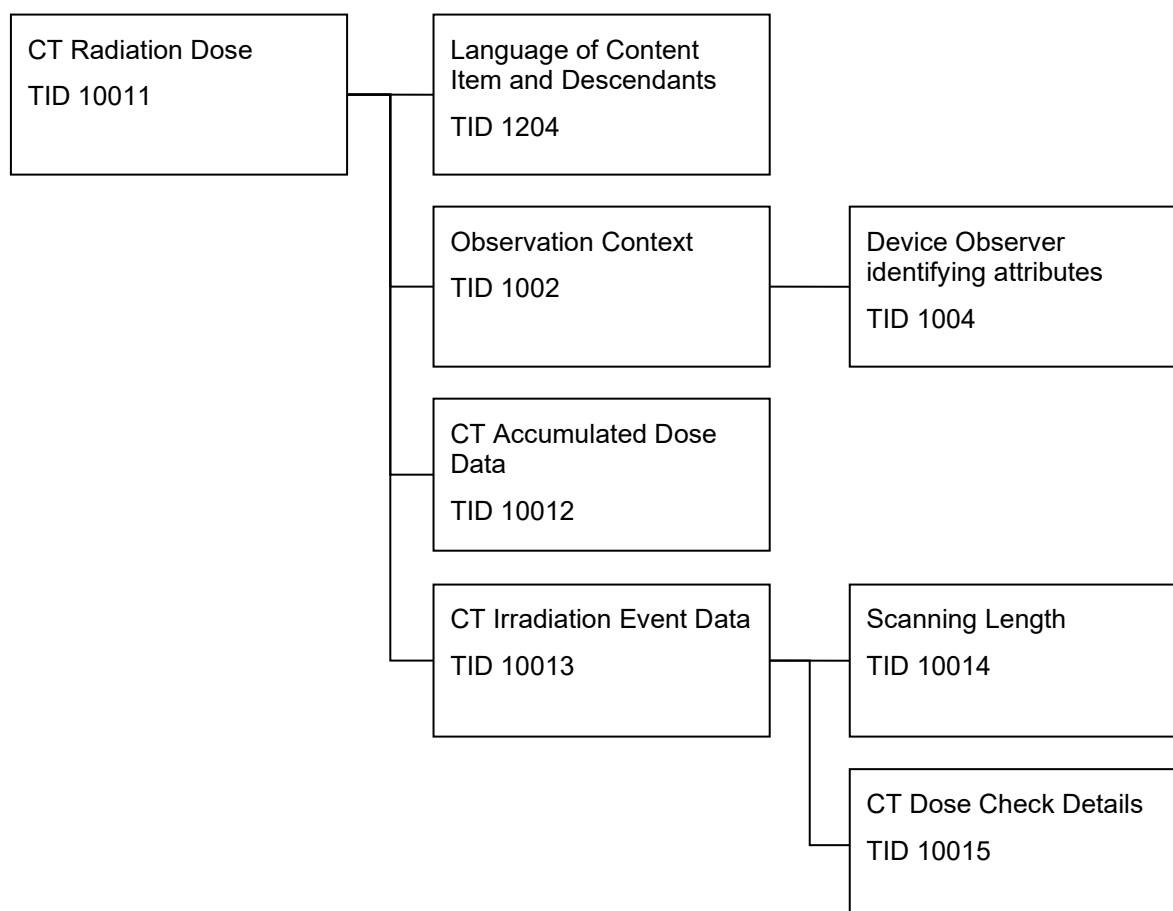 CT Radiation Dose
TID 10011
Language of Content
Item and Descendants
TID 1204
Observation Context
TID 1002
Device Observer
identifying attributes
TID 1004
CT Accumulated Dose
Data
TID 10012
CT Irradiation Event Data
TID 10013
Scanning Length
TID 10014
CT Dose Check Details
TID 10015